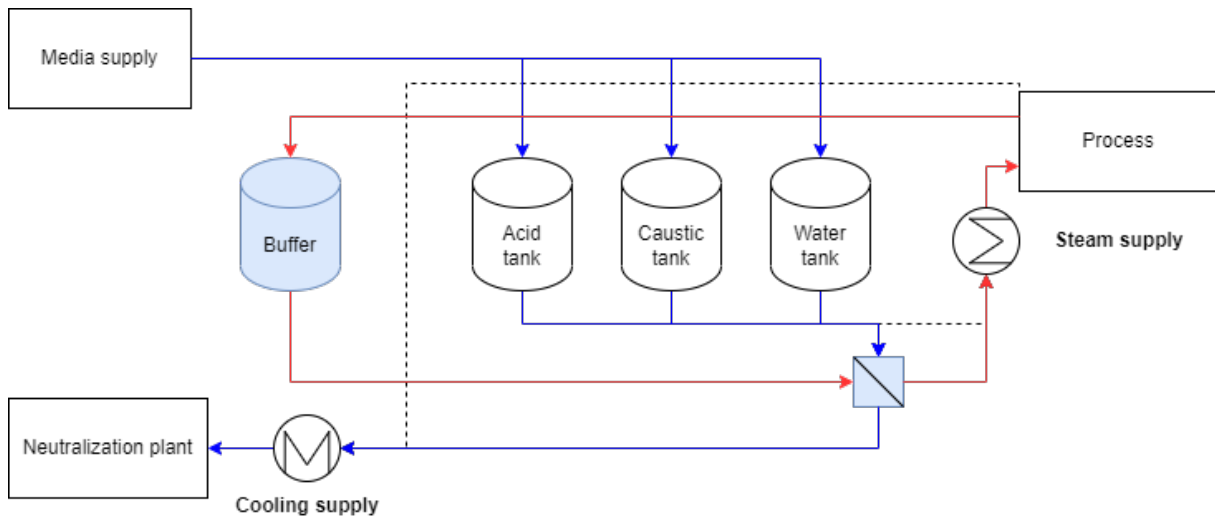 Media supply
Process
Buffer
Acid
tank
Caustic
tank
Water
tank
Steam supply
Neutralization plant
Cooling supply